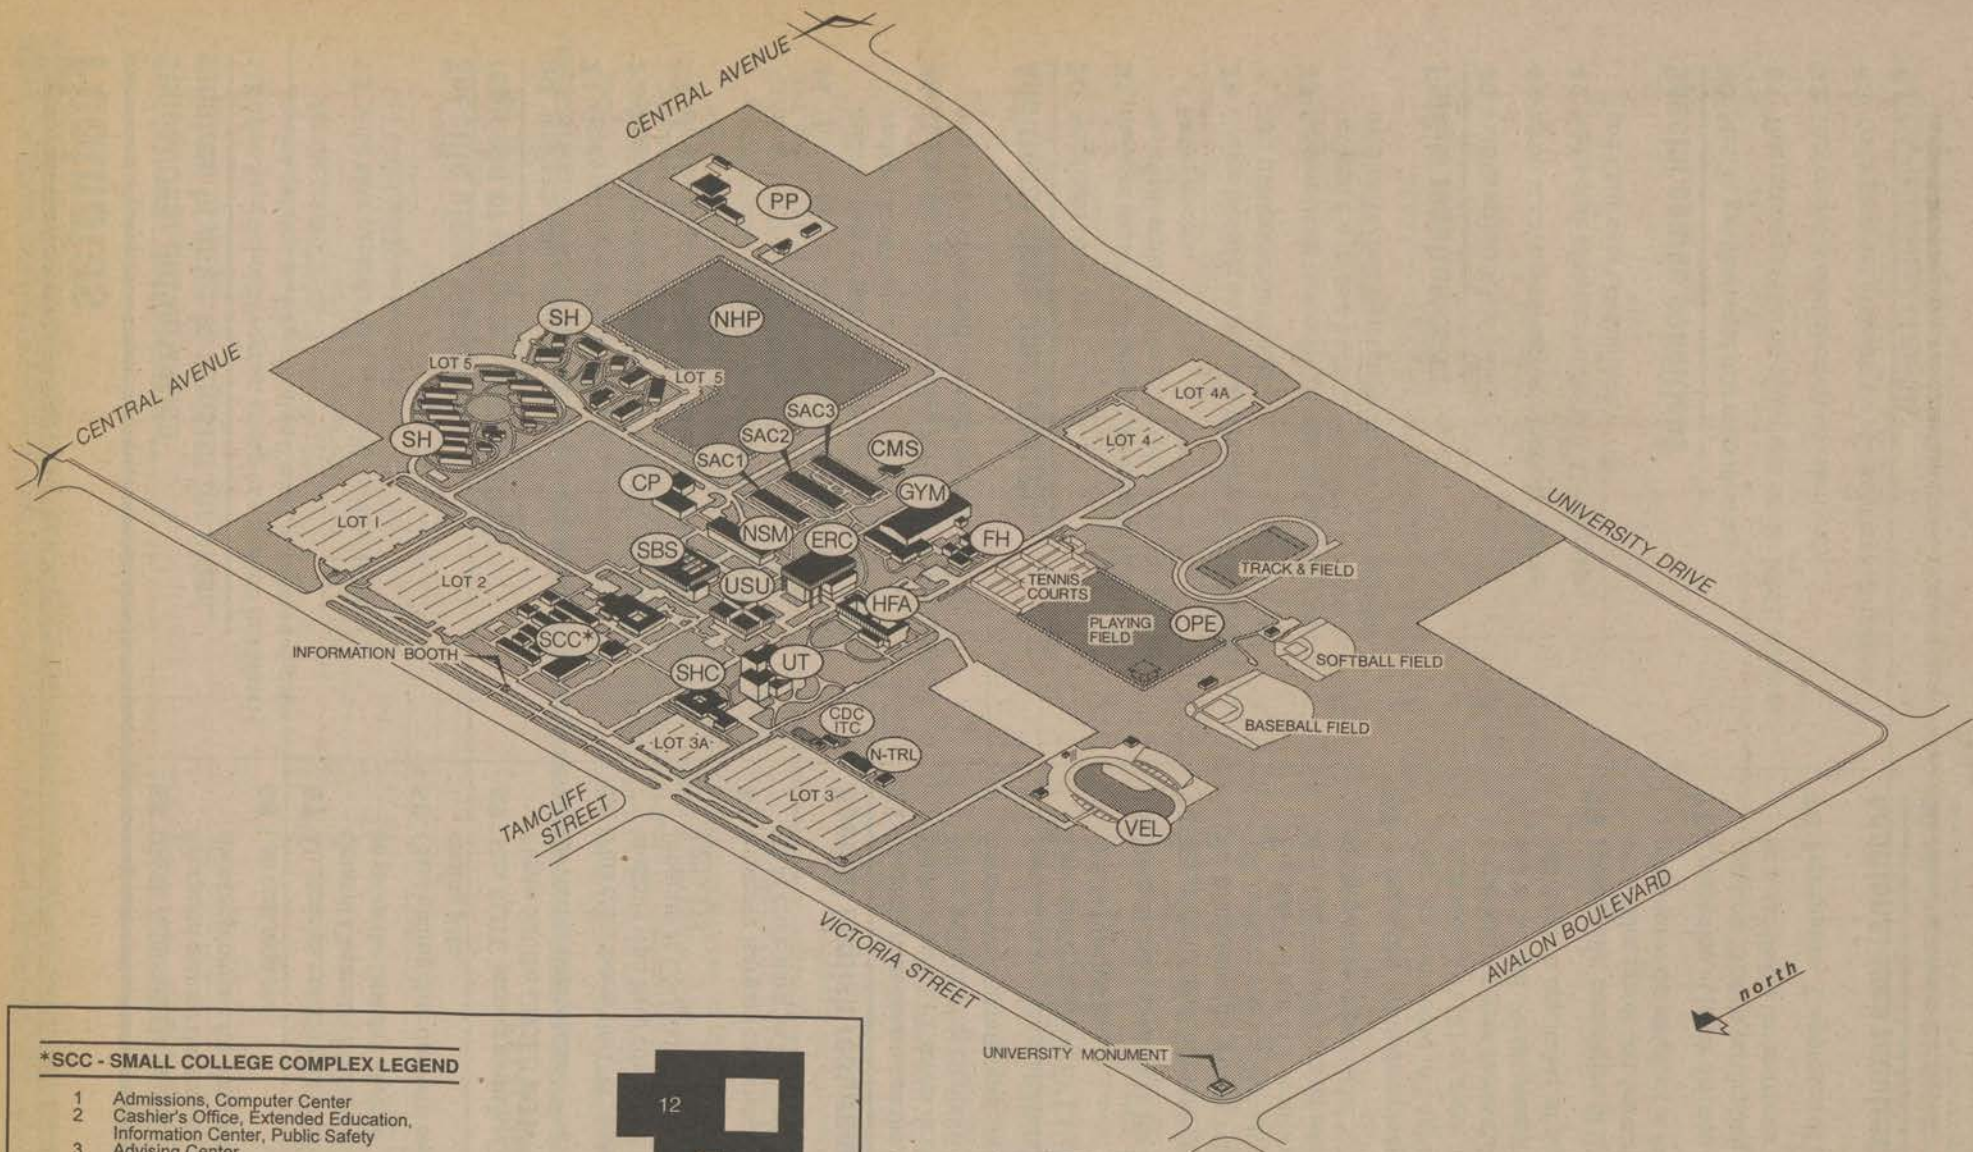 CENTRAL AVENUE
PP
SH
NHP
LOT 5
LOT 5
CENTRAL AVENUE
LOT 4A
SAC3
SAC2
LOT 4
SH
SAC1
CMS
CP
GYM
UNIVERSITY DRIVE
LOT 1
NSM
ERC
FH
SBS
TRACK & FIELD
LOT 2
USU
TENNIS
COURTS
HFA
PLAYING
FIELD
OPE
SCC*
INFORMATION BOOTH
UT
SOFTBALL FIELD
SHC
CDC
ITC
BASEBALL FIELD
LOT 3A
N-TRL
LOT 3
TAMCLIFF
STREET
VEL
VICTORIA STREET
AVALON BOULEVARD
north
UNIVERSITY MONUMENT
*SCC - SMALL COLLEGE COMPLEX LEGEND
1 Admissions, Computer Center
2 Cashier's Office, Extended Education,
Information Center, Public Safety
3 Advising Center
12